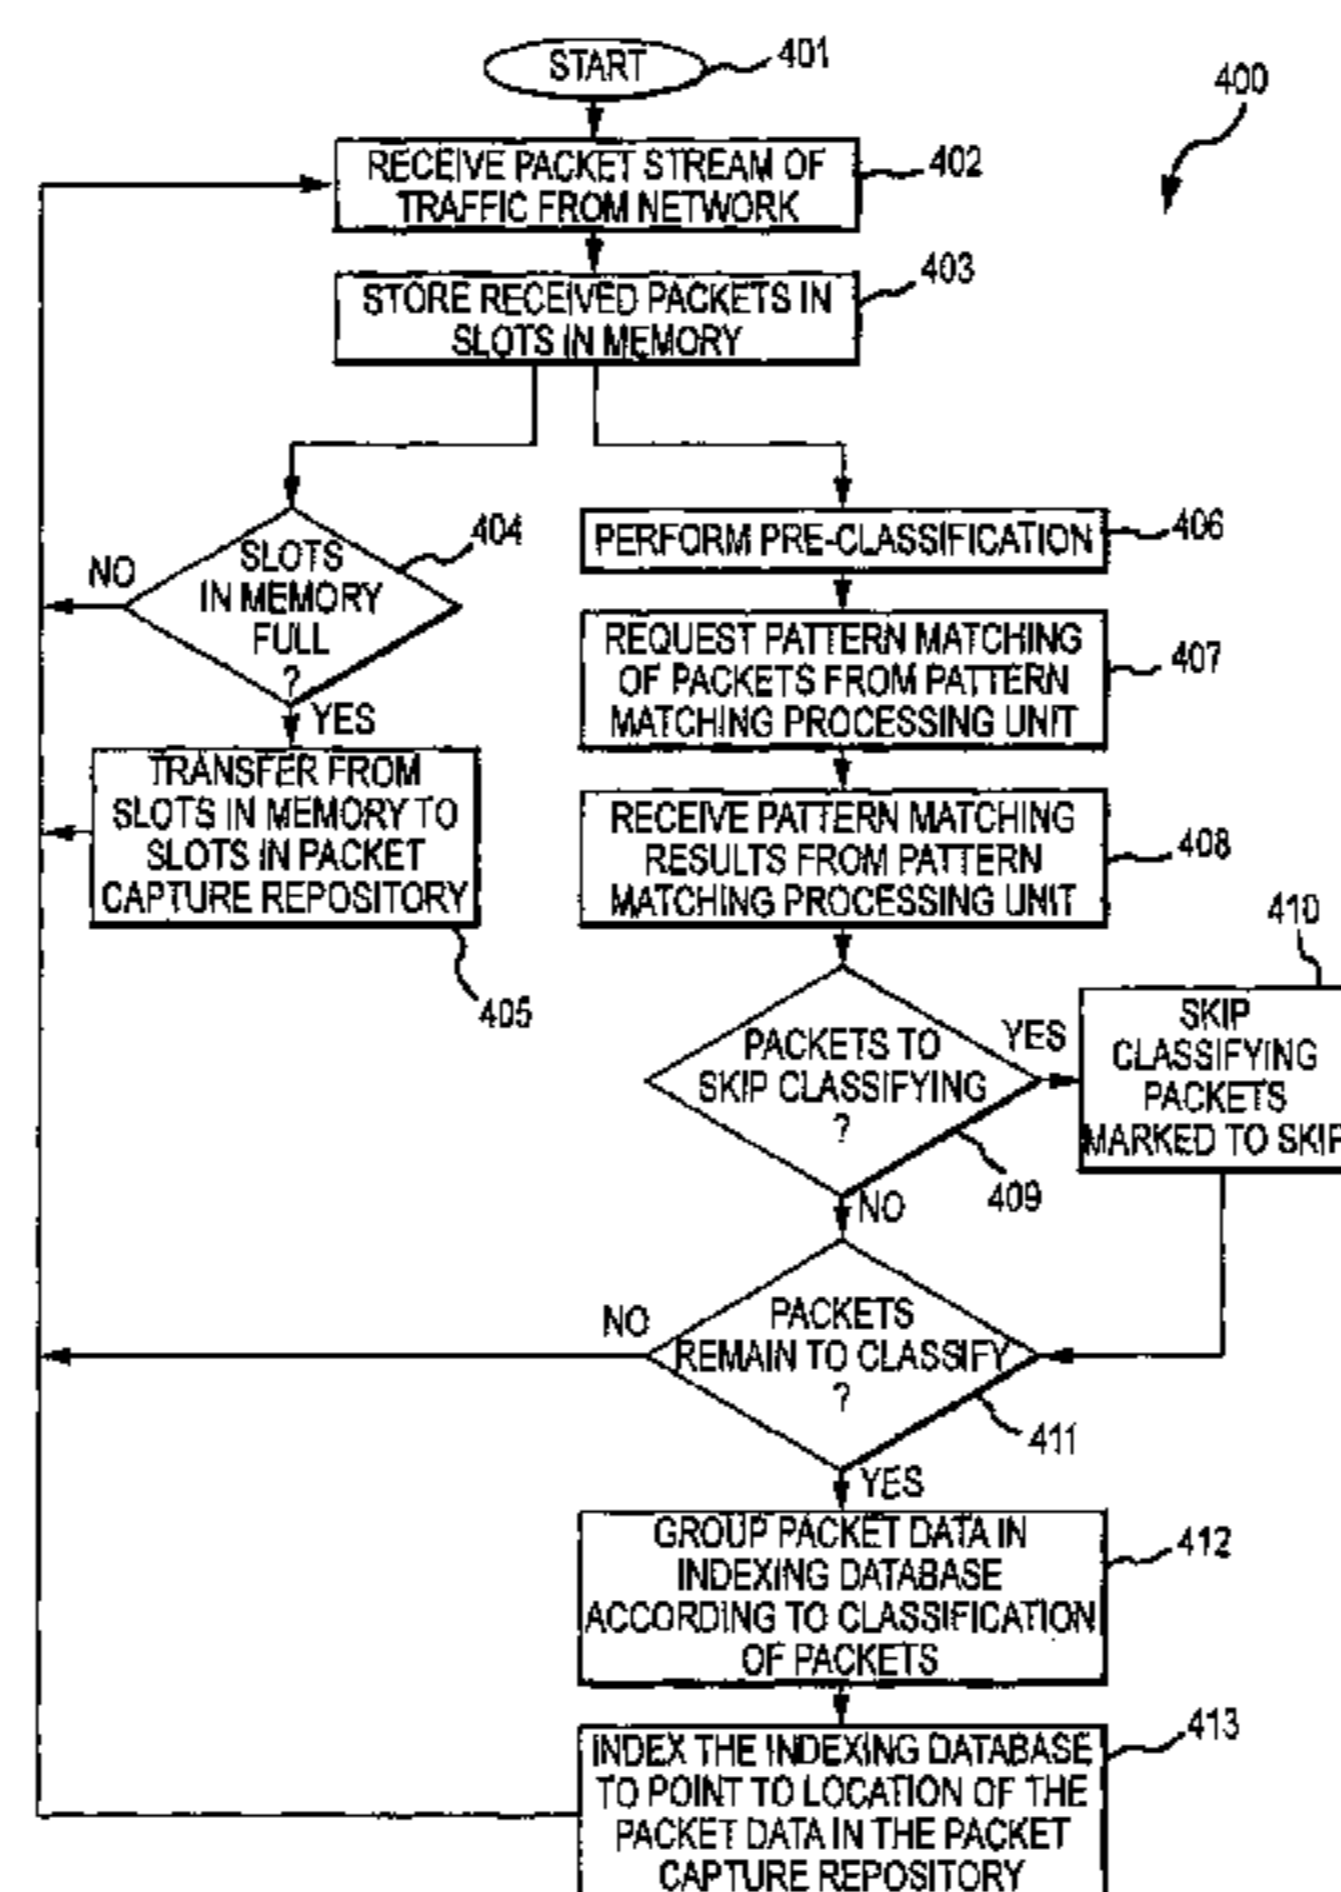 START
401
400
RECEIVE PACKET STREAM OF
TRAFFIC FROM NETWORK
402
STORE RECEIVED PACKETS IN
SLOTS IN MEMORY
403
SLOTS
IN MEMORY
FULL
?
404
NO
YES
TRANSFER FROM
SLOTS IN MEMORY TO
SLOTS IN PACKET
CAPTURE REPOSITORY
405
PERFORM PRE-CLASSIFICATION
406
REQUEST PATTERN MATCHING
OF PACKETS FROM PATTERN
MATCHING PROCESSING UNIT
407
RECEIVE PATTERN MATCHING
RESULTS FROM PATTERN
MATCHING PROCESSING UNIT
408
PACKETS TO
SKIP CLASSIFYING
?
409
YES
NO
410
SKIP
CLASSIFYING
PACKETS
MARKED TO SKIP
PACKETS
REMAIN TO CLASSIFY
?
411
NO
YES
GROUP PACKET DATA IN
INDEXING DATABASE
ACCORDING TO CLASSIFICATION
OF PACKETS
412
INDEX THE INDEXING DATABASE
TO POINT TO LOCATION OF THE
PACKET DATA IN THE PACKET
CAPTURE REPOSITORY
413